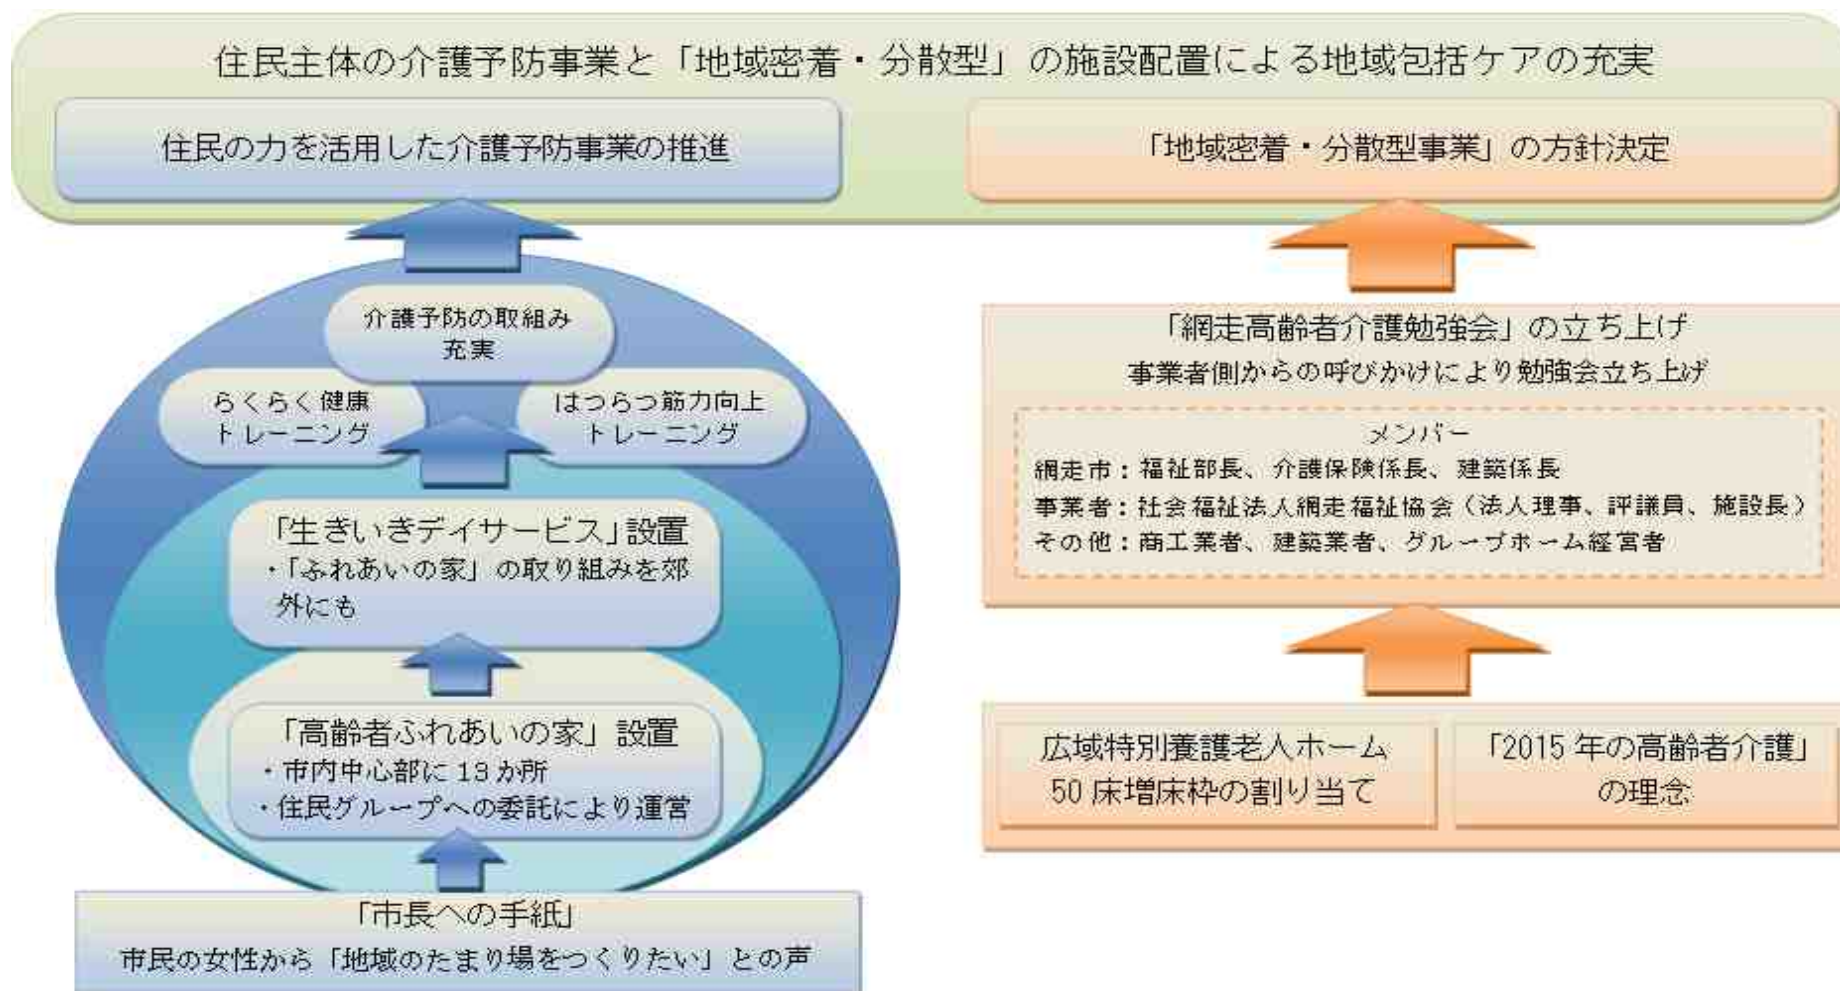 住民主体の介護予防事業と「地域密着・分散型」の施設配置による地域包括ケアの充実
住民の力を活用した介護予防事業の推進
「地域密着・分散型事業」の方針決定
介護予防の取組み
充実
らくらく健康
トレーニング
はつらつ筋力向上
トレーニング
「生きいきデイサービス」設置
・「ふれあいの家」の取り組みを郊
外にも
「高齢者ふれあいの家」設置
・市内中心部に 13 か所
・住民グループへの委託により運営
「市長への手紙」
市民の女性から「地域のたまり場をつくりたい」との声
「網走高齢者介護勉強会」の立ち上げ
事業者側からの呼びかけにより勉強会立ち上げ
メンバー
網走市：福祉部長、介護保険係長、建築係長
事業者：社会福祉法人網走福祉協会（法人理事、評議員、施設長）
その他：商工業者、建築業者、グループホーム経営者
広域特別養護老人ホーム
50 床増床枠の割り当て
「2015 年の高齢者介護」
の理念